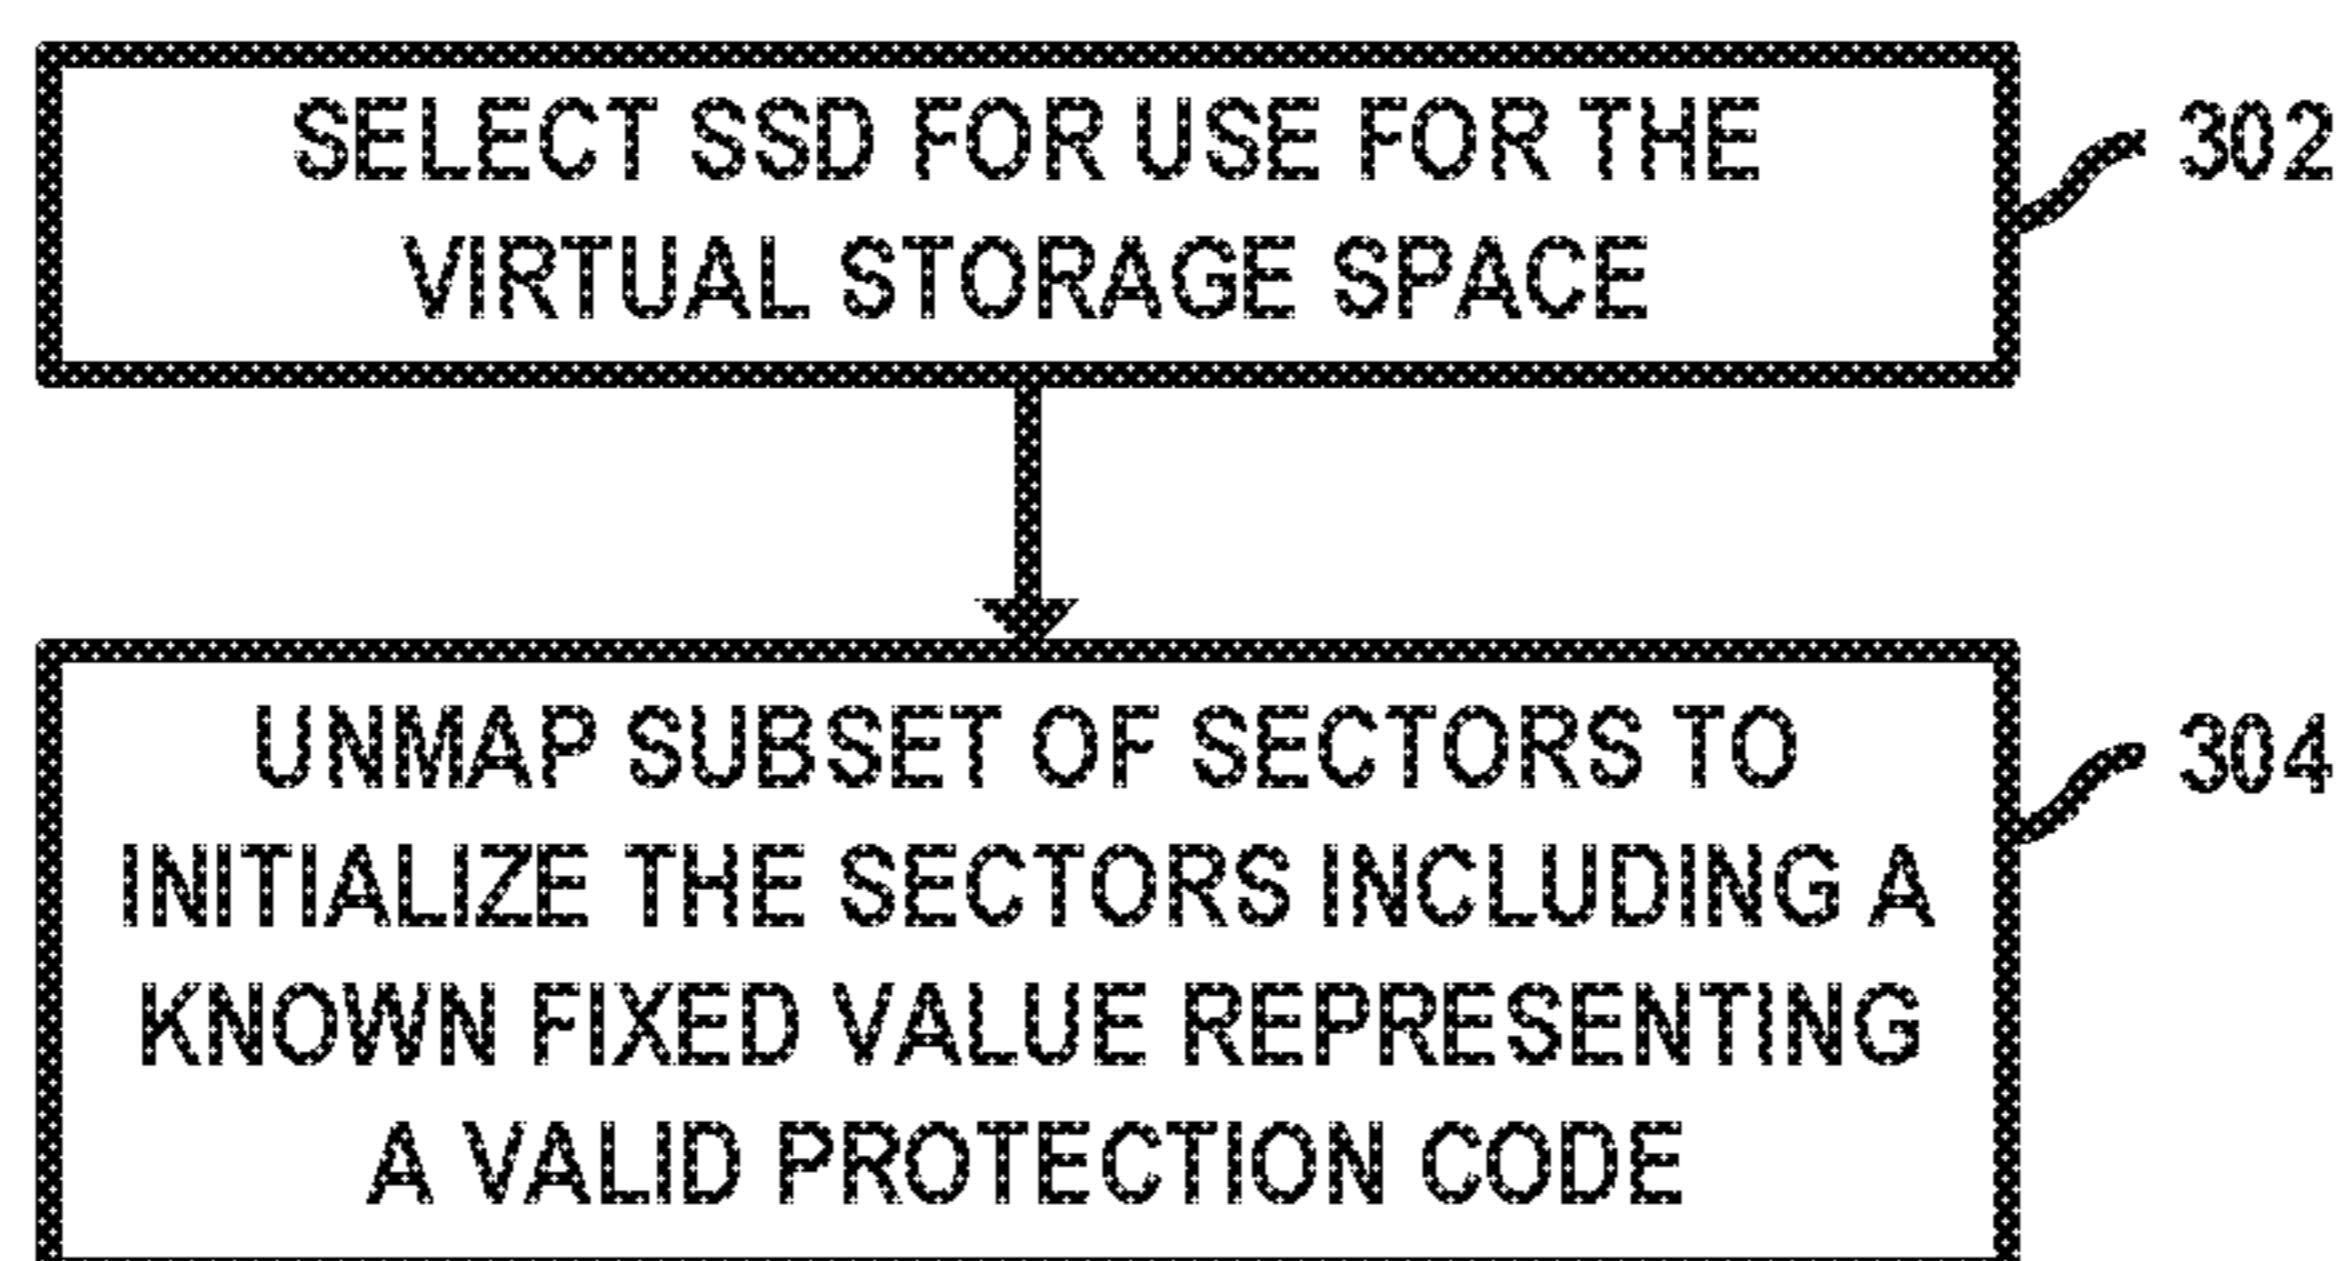 SELECT SSD FOR USE FOR THE
VIRTUAL STORAGE SPACE
302
UNMAP SUBSET OF SECTORS TO
INITIALIZE THE SECTORS INCLUDING A
KNOWN FIXED VALUE REPRESENTING
A VALID PROTECTION CODE
304